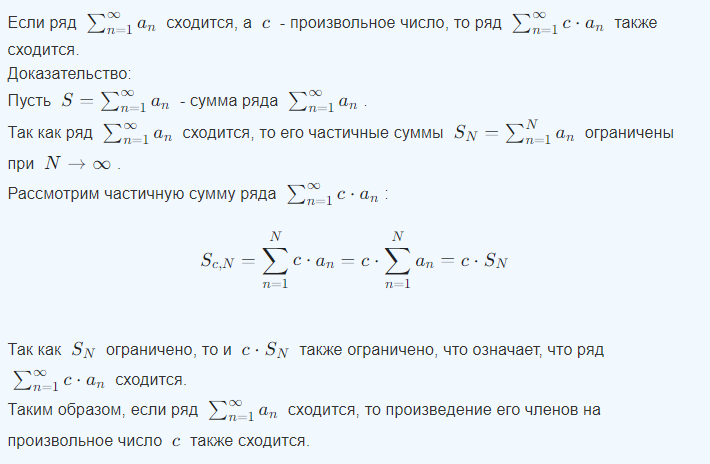 Если ряд $\sum_{n=1}^{\infty} a_n$ сходится, а $c$ - произвольное число, то ряд $\sum_{n=1}^{\infty} c \cdot a_n$ также
сходится.
Доказательство:
Пусть $S = \sum_{n=1}^{\infty} a_n$ - сумма ряда $\sum_{n=1}^{\infty} a_n$ .
Так как ряд $\sum_{n=1}^{\infty} a_n$ сходится, то его частичные суммы $S_N = \sum_{n=1}^{N} a_n$ ограничены
при $N \to \infty$ .
Рассмотрим частичную сумму ряда $\sum_{n=1}^{\infty} c \cdot a_n$ :
$S_{c,N} = \sum_{n=1}^{N} c \cdot a_n = c \cdot \sum_{n=1}^{N} a_n = c \cdot S_N$
Так как $S_N$ ограничено, то и $c \cdot S_N$ также ограничено, что означает, что ряд
$\sum_{n=1}^{\infty} c \cdot a_n$ сходится.
Таким образом, если ряд $\sum_{n=1}^{\infty} a_n$ сходится, то произведение его членов на
произвольное число $c$ также сходится.